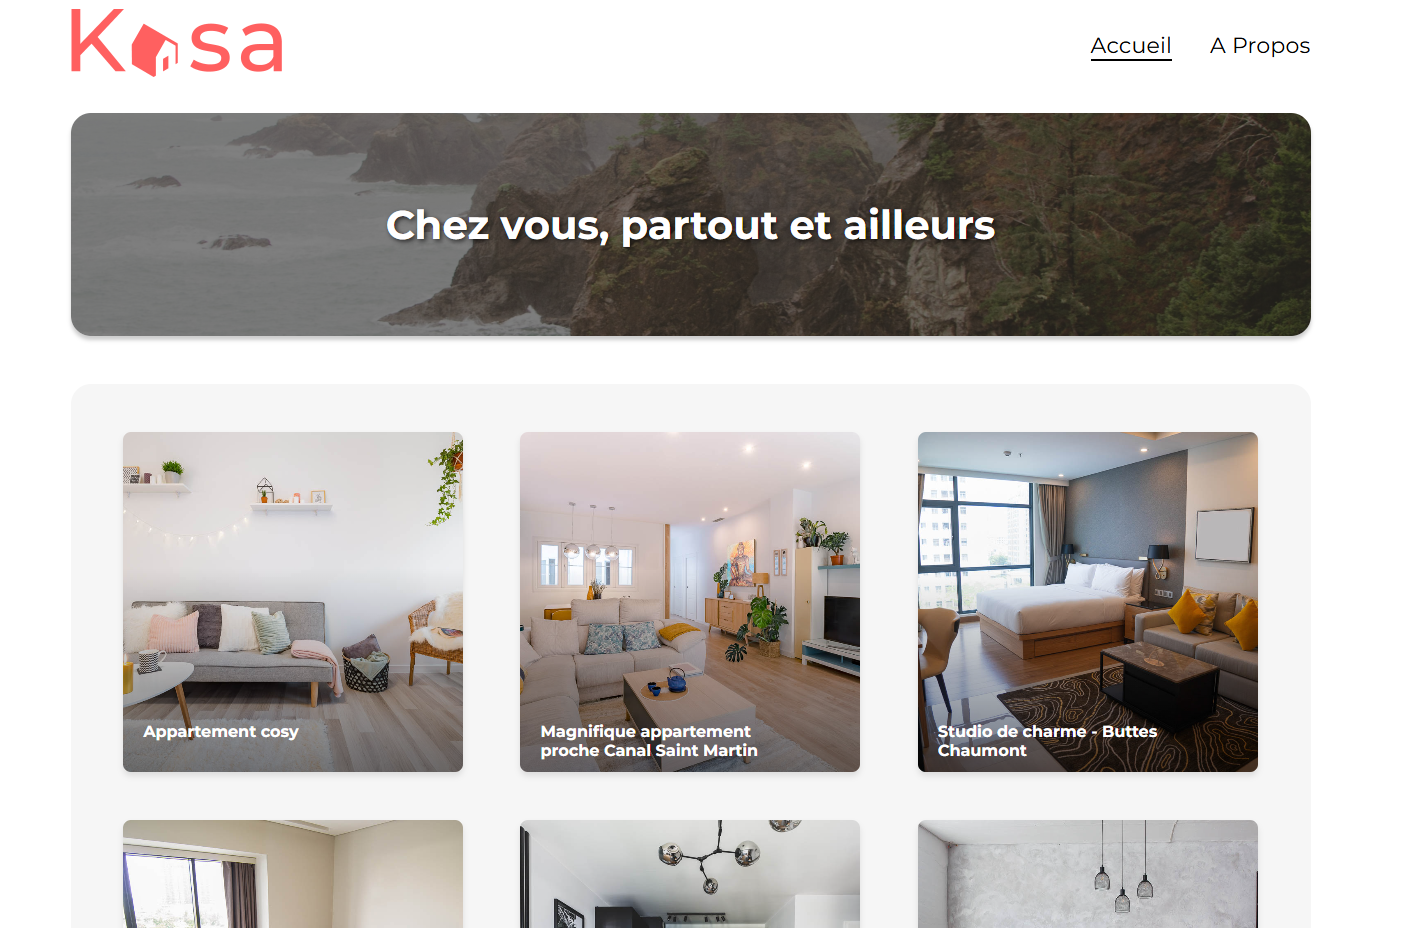 Kasa
Accueil
A Propos
Chez vous, partout et ailleurs
Appartement cosy
Magnifique appartement
proche Canal Saint Martin
Studio de charme - Buttes
Chaumont